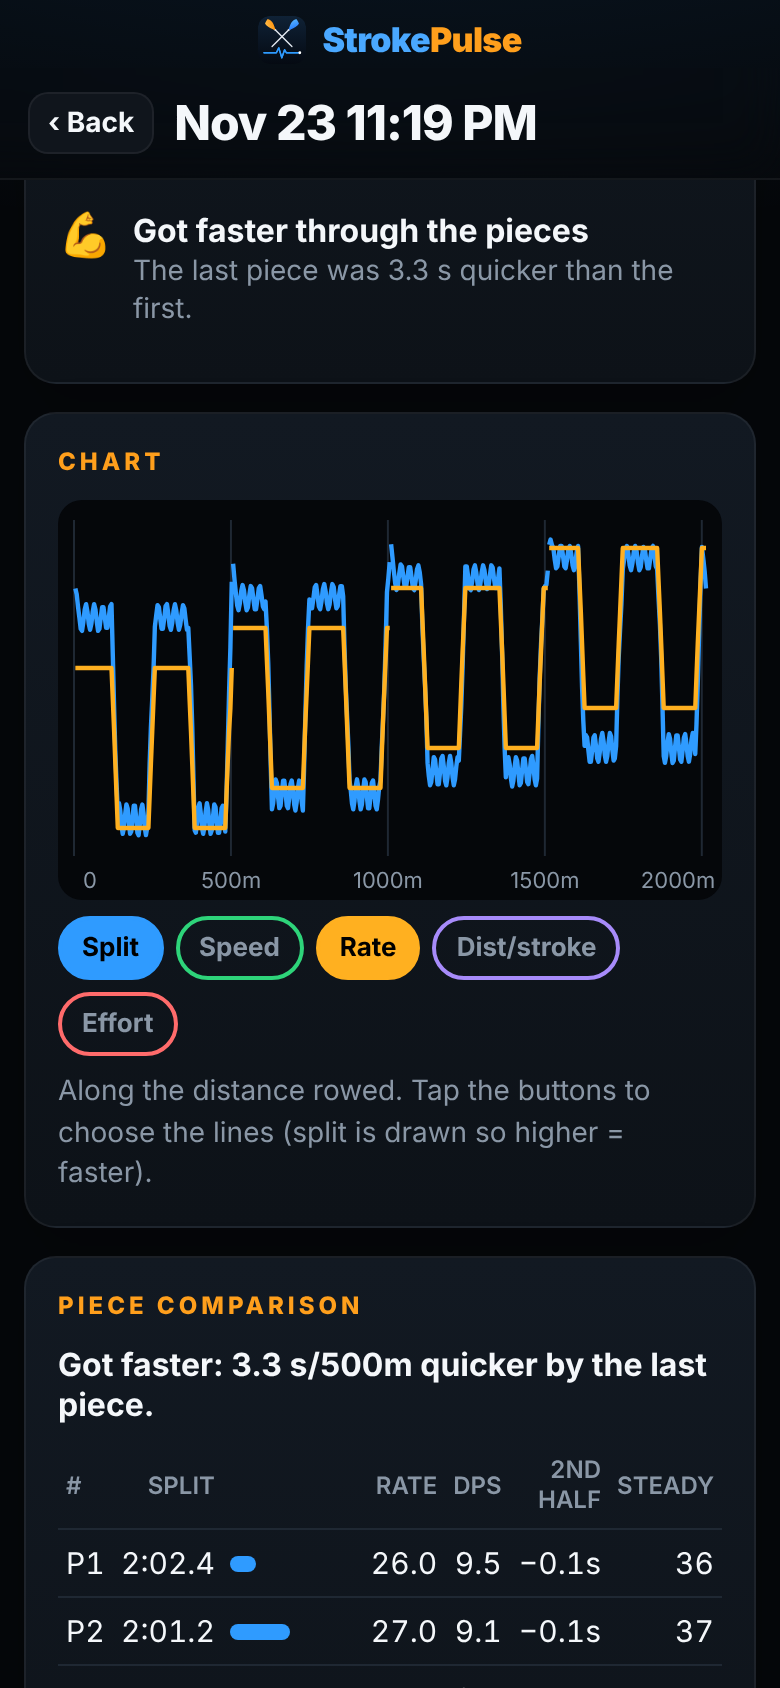 StrokePulse
‹ Back
Nov 23 11:19 PM
Got faster through the pieces
The last piece was 3.3 s quicker than the
first.
CHART
0 500m 1000m 1500m 2000m
Split Speed Rate Dist/stroke
Effort
Along the distance rowed. Tap the buttons to
choose the lines (split is drawn so higher =
faster).
PIECE COMPARISON
Got faster: 3.3 s/500m quicker by the last
piece.
# SPLIT RATE DPS 2ND HALF STEADY
P1 2:02.4 26.0 9.5 −0.1s 36
P2 2:01.2 27.0 9.1 −0.1s 37